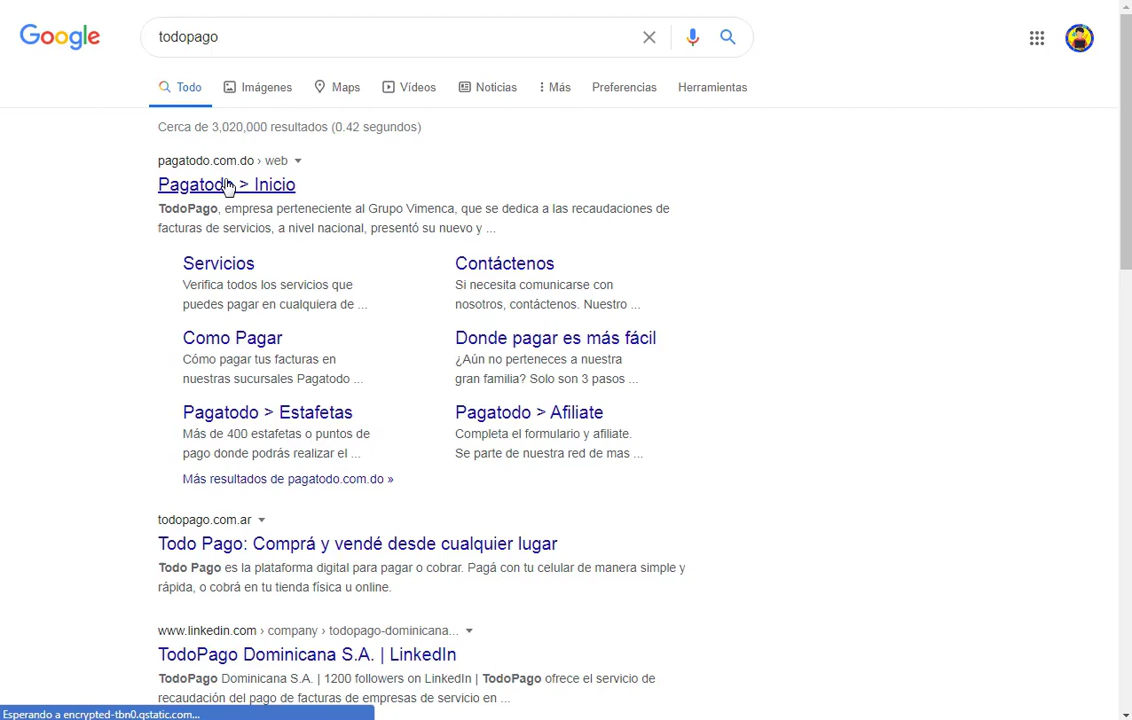 Google
todopago
Todo Imágenes Maps Vídeos Noticias Más Preferencias Herramientas
Cerca de 3,020,000 resultados (0.42 segundos)
pagatodo.com.do › web
Pagatodo > Inicio
TodoPago, empresa perteneciente al Grupo Vimenca, que se dedica a las recaudaciones de
facturas de servicios, a nivel nacional, presentó su nuevo y ...
Servicios
Verifica todos los servicios que
puedes pagar en cualquiera de ...
Contáctenos
Si necesita comunicarse con
nosotros, contáctenos. Nuestro ...
Como Pagar
Cómo pagar tus facturas en
nuestras sucursales Pagatodo ...
Donde pagar es más fácil
¿Aún no perteneces a nuestra
gran familia? Solo son 3 pasos ...
Pagatodo > Estafetas
Más de 400 estafetas o puntos de
pago donde podrás realizar el ...
Pagatodo > Afiliate
Completa el formulario y afiliate.
Se parte de nuestra red de mas ...
Más resultados de pagatodo.com.do »
todopago.com.ar
Todo Pago: Comprá y vendé desde cualquier lugar
Todo Pago es la plataforma digital para pagar o cobrar. Pagá con tu celular de manera simple y
rápida, o cobrá en tu tienda física u online.
www.linkedin.com › company › todopago-dominicana...
TodoPago Dominicana S.A. | LinkedIn
TodoPago Dominicana S.A. | 1200 followers on LinkedIn | TodoPago ofrece el servicio de
recaudación del pago de facturas de empresas de servicio en ...
Esperando a encrypted-tbn0.gstatic.com...